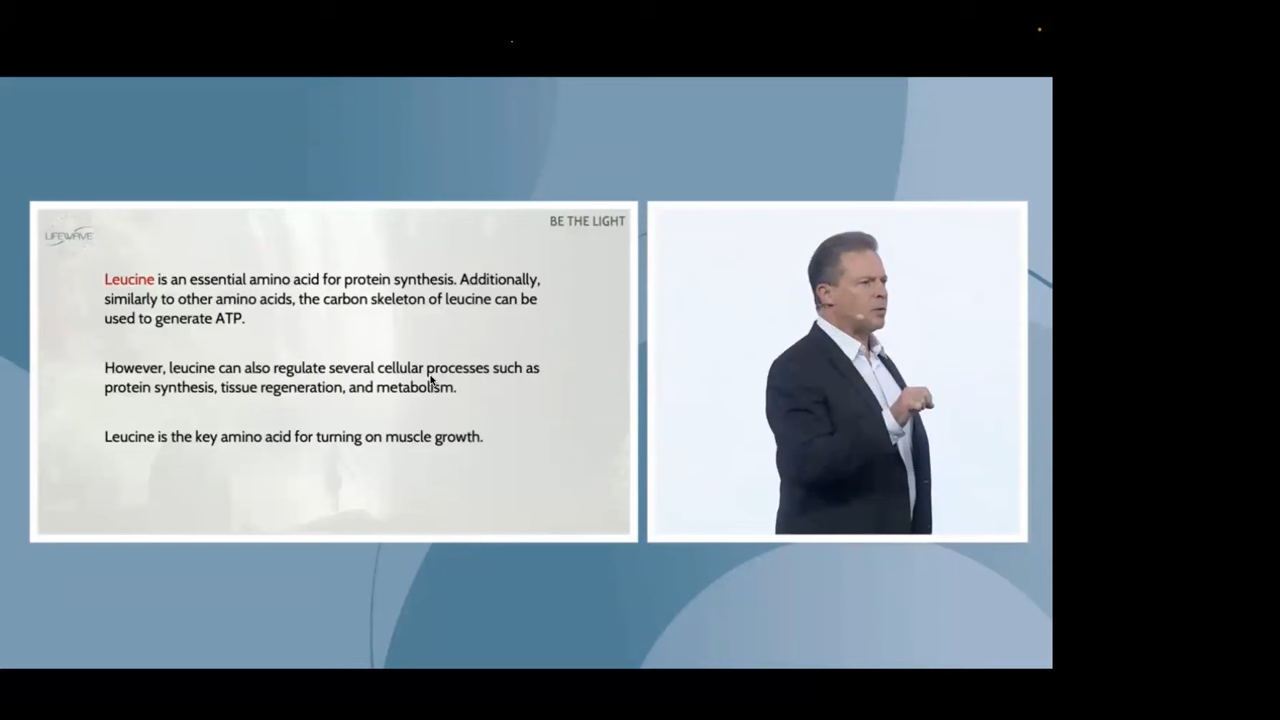 BE THE LIGHT
LIFEWAVE
Leucine is an essential amino acid for protein synthesis. Additionally,
similarly to other amino acids, the carbon skeleton of leucine can be
used to generate ATP.
However, leucine can also regulate several cellular processes such as
protein synthesis, tissue regeneration, and metabolism.
Leucine is the key amino acid for turning on muscle growth.